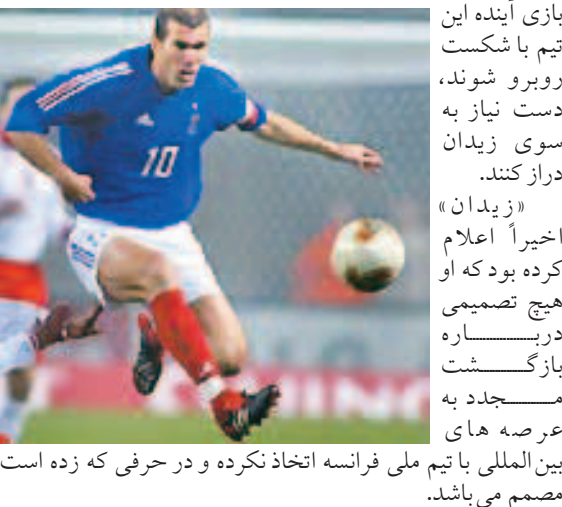 بازی آینده این
تیم با شکست
روبرو شوند،
دست نیاز به
سوی زیدان
دراز کنند.
«زیدان»
اخیراً اعلام
کرده بود که او
هیچ تصمیمی
درباره
بازگشت
مجدد به
عرصه های
بین المللی با تیم ملی فرانسه اتخاذ نکرده و در حرفی که زده است
مصمم می‌باشد.
10